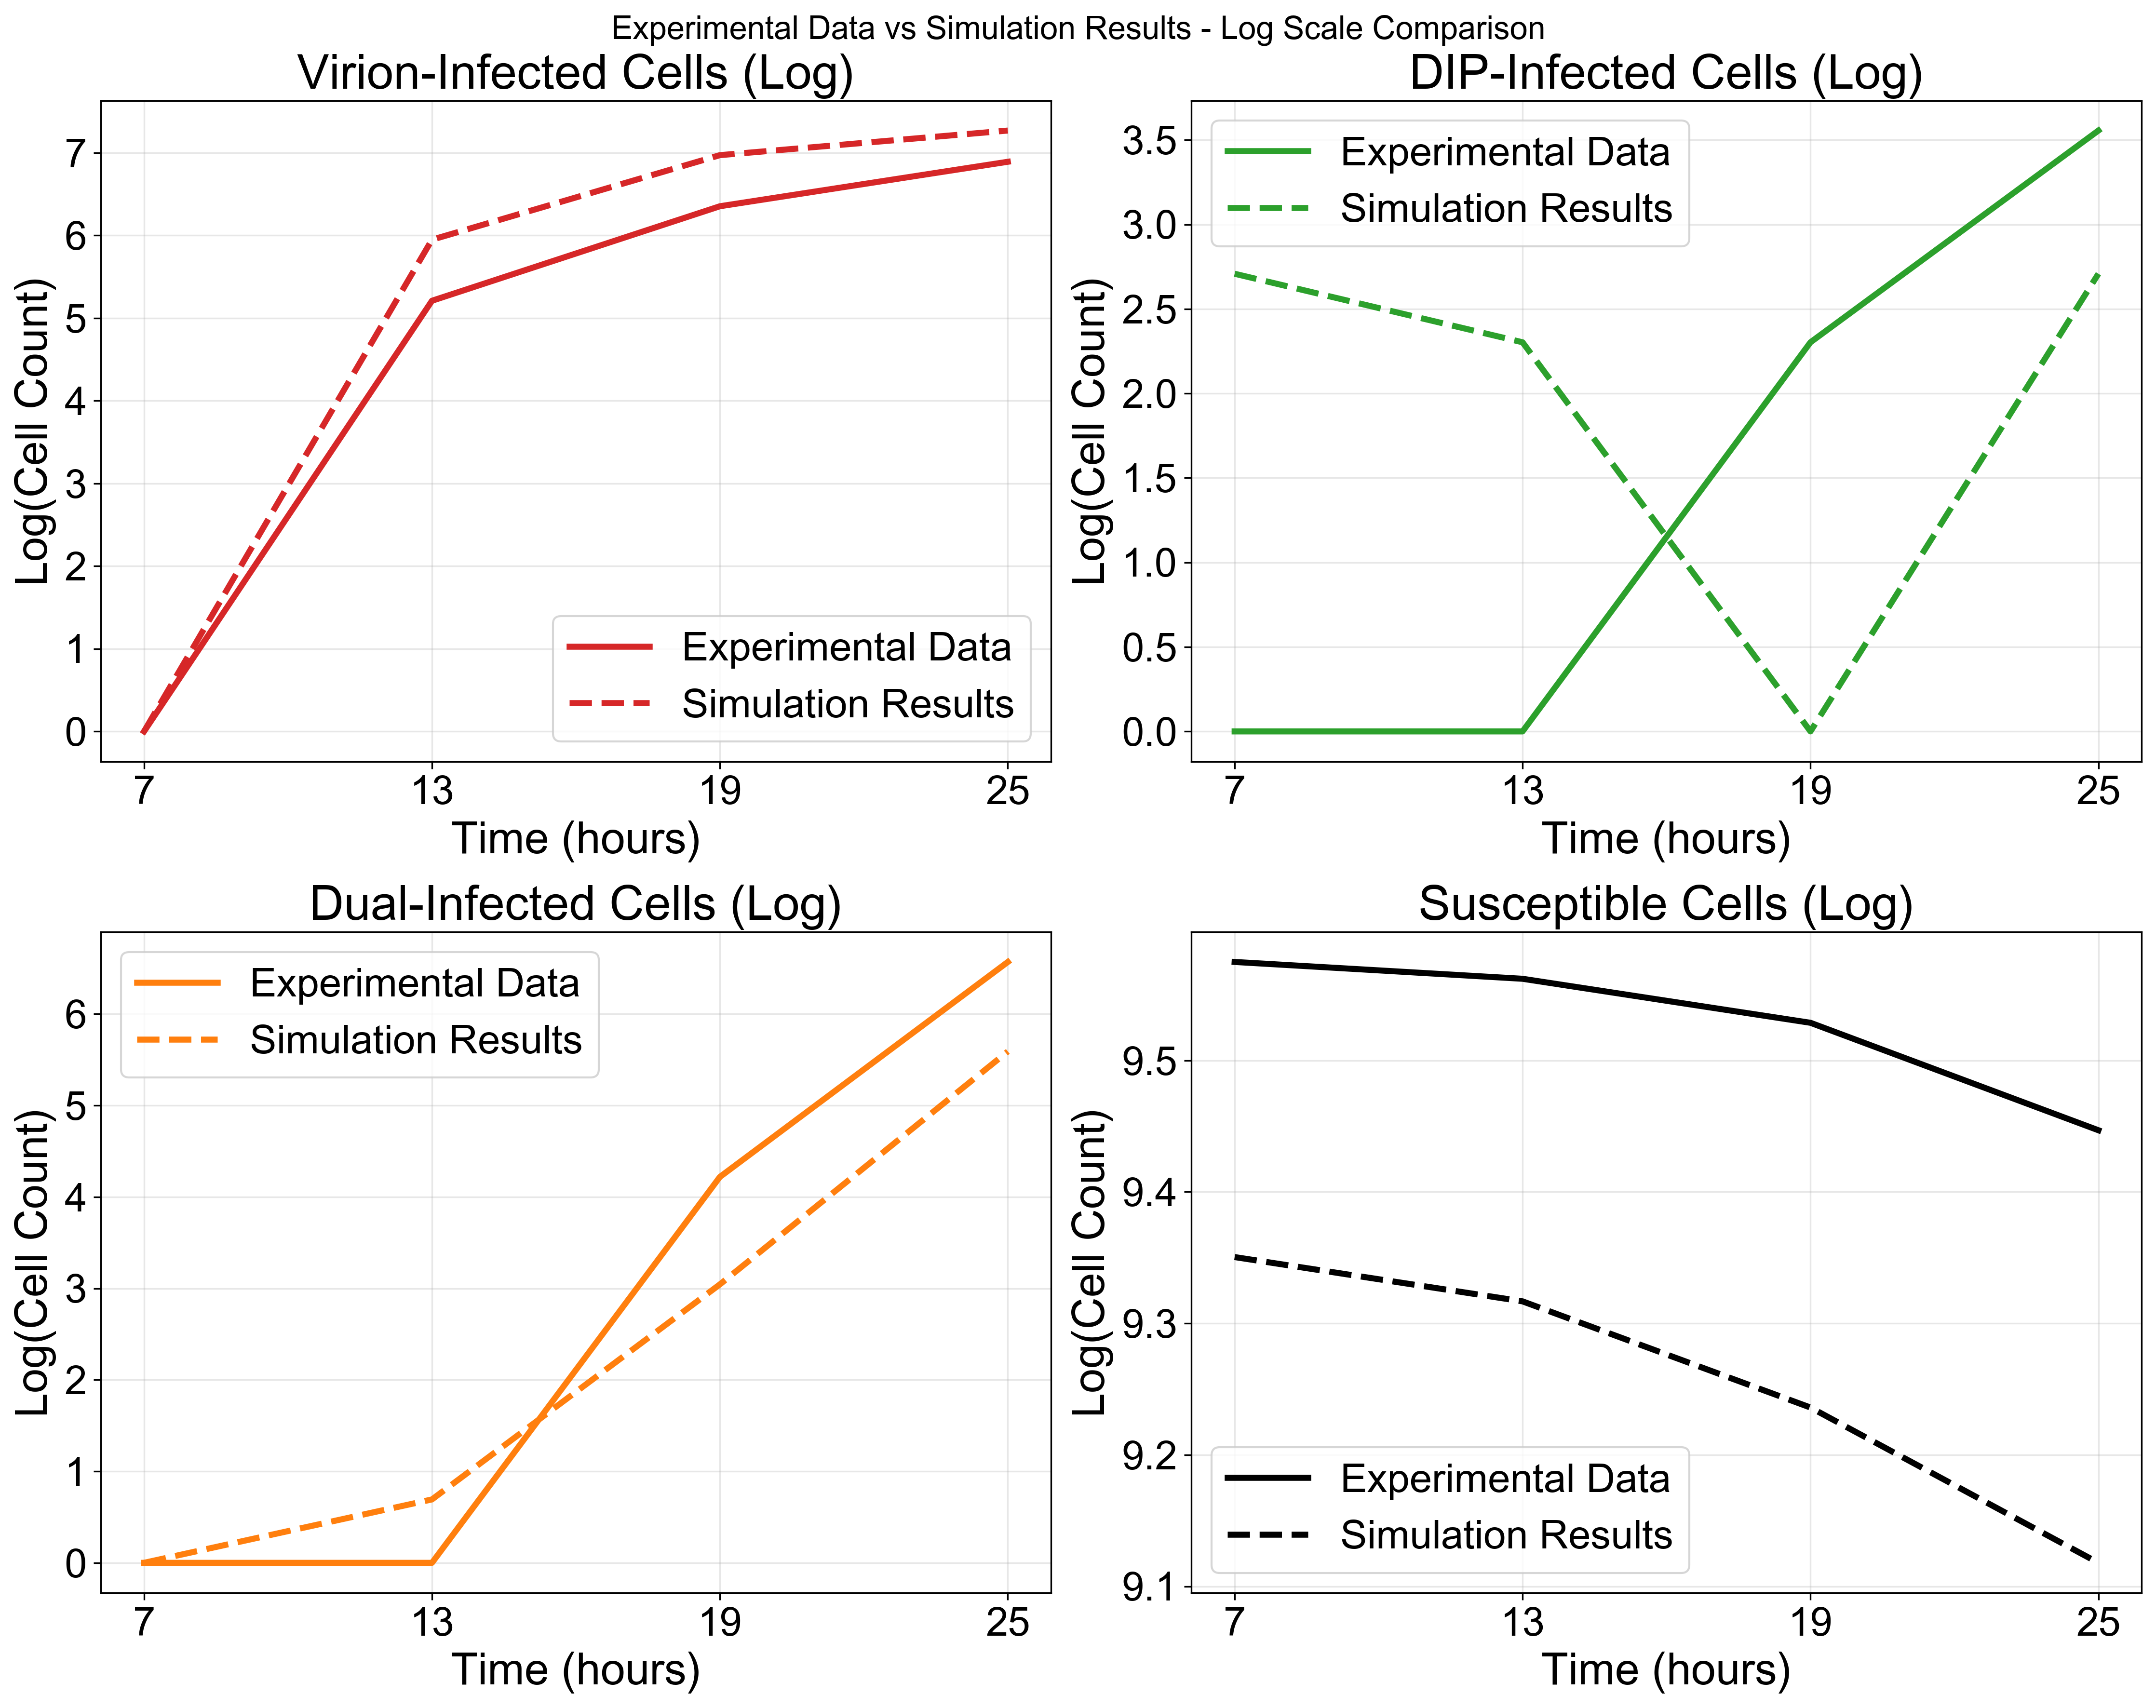 Experimental Data vs Simulation Results - Log Scale Comparison
Virion-Infected Cells (Log)
Log(Cell Count)
7
6
5
4
3
2
1
0
Experimental Data
Simulation Results
7 13 19 25
Time (hours)
DIP-Infected Cells (Log)
Log(Cell Count)
3.5
3.0
2.5
2.0
1.5
1.0
0.5
0.0
Experimental Data
Simulation Results
7 13 19 25
Time (hours)
Dual-Infected Cells (Log)
Log(Cell Count)
6
5
4
3
2
1
0
Experimental Data
Simulation Results
7 13 19 25
Time (hours)
Susceptible Cells (Log)
Log(Cell Count)
9.5
9.4
9.3
9.2
9.1
Experimental Data
Simulation Results
7 13 19 25
Time (hours)